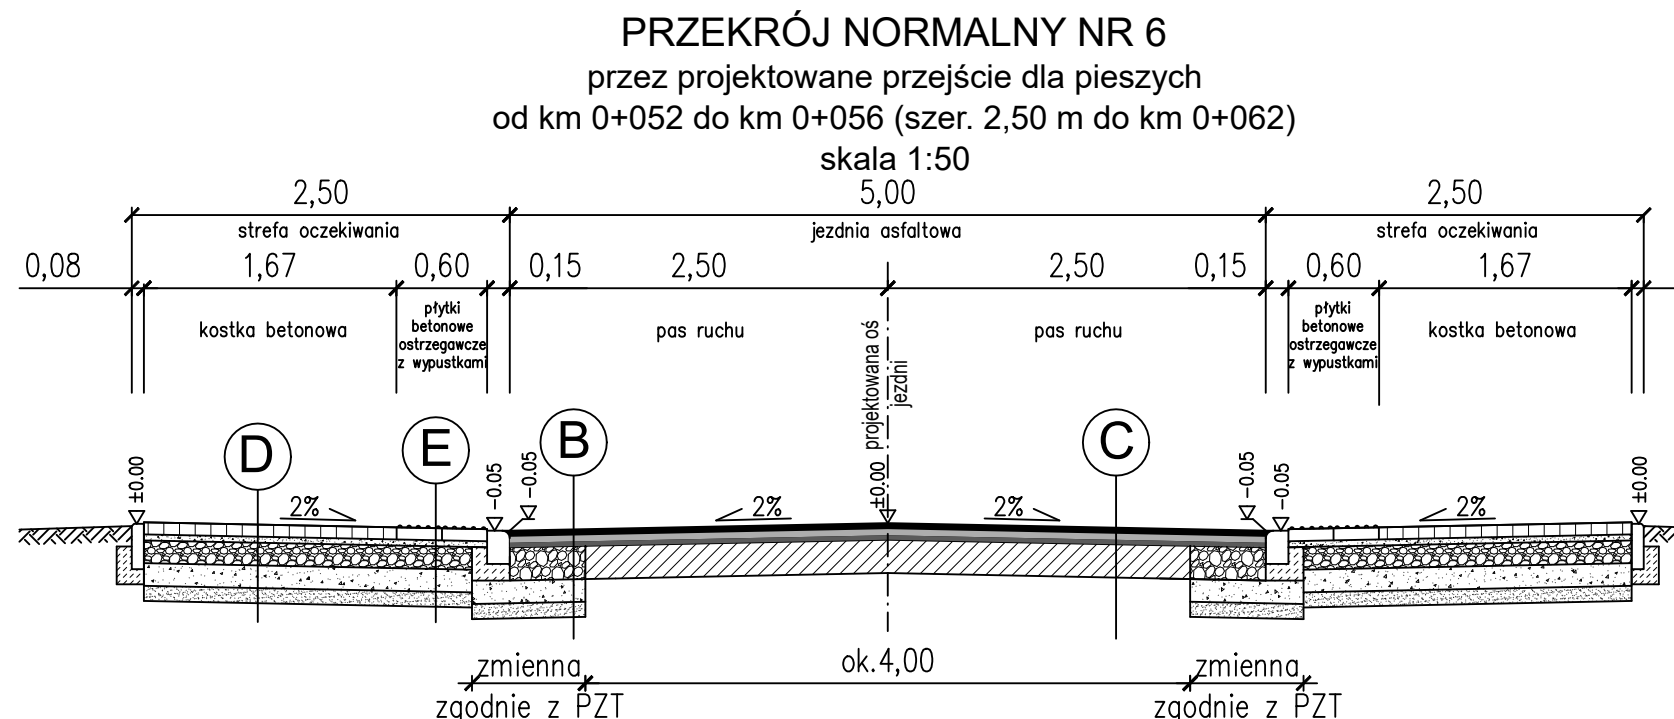 PRZEKRÓJ NORMALNY NR 6
przez projektowane przejście dla pieszych
od km 0+052 do km 0+056 (szer. 2,50 m do km 0+062)
skala 1:50
2,50 5,00 2,50
strefa oczekiwania jezdnia asfaltowa strefa oczekiwania
0,08 1,67 0,60 0,15 2,50 2,50 0,15 0,60 1,67
kostka betonowa
płytki
betonowe
ostrzegawcze
z wypustkami
pas ruchu
projektowana oś
jezdni
pas ruchu
płytki
betonowe
ostrzegawcze
z wypustkami
kostka betonowa
D E B C
±0.00 -0.05 -0.05 ±0.00 -0.05 -0.05 ±0.00
2% 2% 2% 2%
zmienna ok.4,00 zmienna
zgodnie z PZT zgodnie z PZT